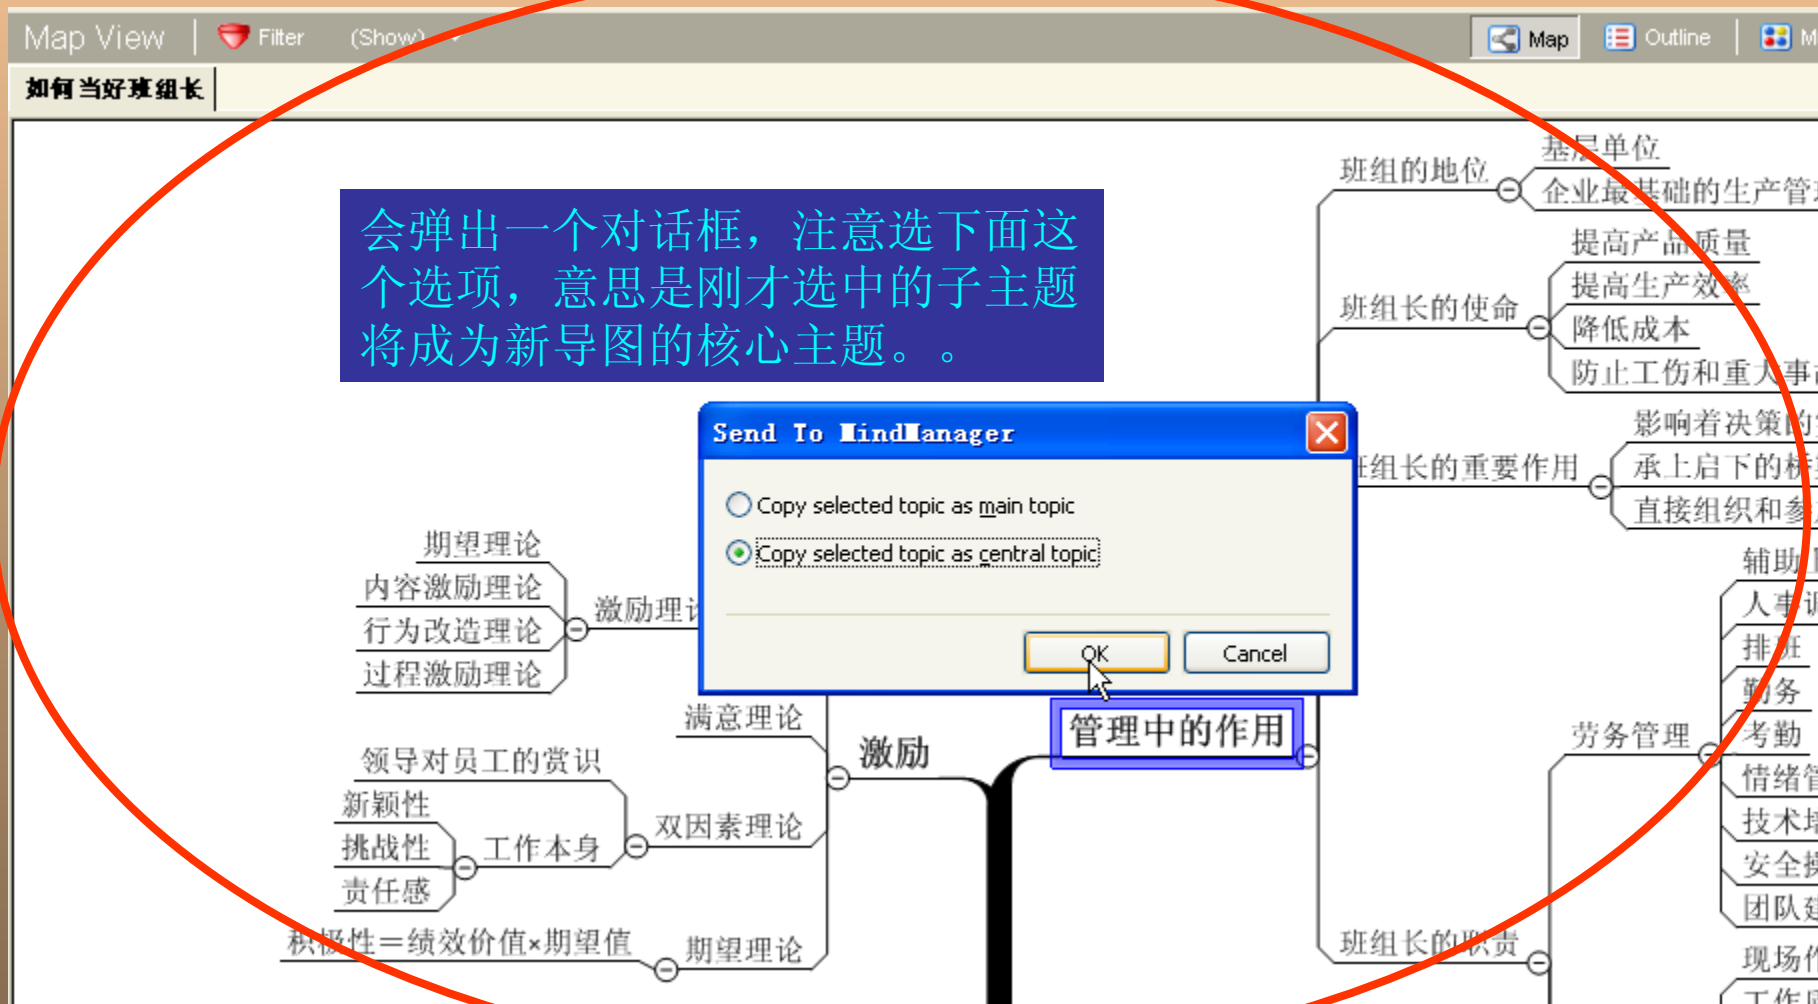 Map View
Filter
(Show)
Map
Outline
如何当好班组长
会弹出一个对话框，注意选下面这
个选项，意思是刚才选中的子主题
将成为新导图的核心主题。。
Send To MindManager
Copy selected topic as main topic
Copy selected topic as central topic
OK
Cancel
期望理论
内容激励理论
行为改造理论
过程激励理论
激励理
满意理论
激励
领导对员工的赏识
新颖性
挑战性
责任感
工作本身
双因素理论
积极性＝绩效价值×期望值
期望理论
管理中的作用
班组的地位
基层单位
企业最基础的生产管
班组长的使命
提高产品质量
提高生产效率
降低成本
防止工伤和重大事
组长的重要作用
影响着决策的
承上启下的桥
直接组织和参
劳务管理
辅助
人事
排班
勤务
考勤
情绪
技术
安全
团队
班组长的职责
现场
工作